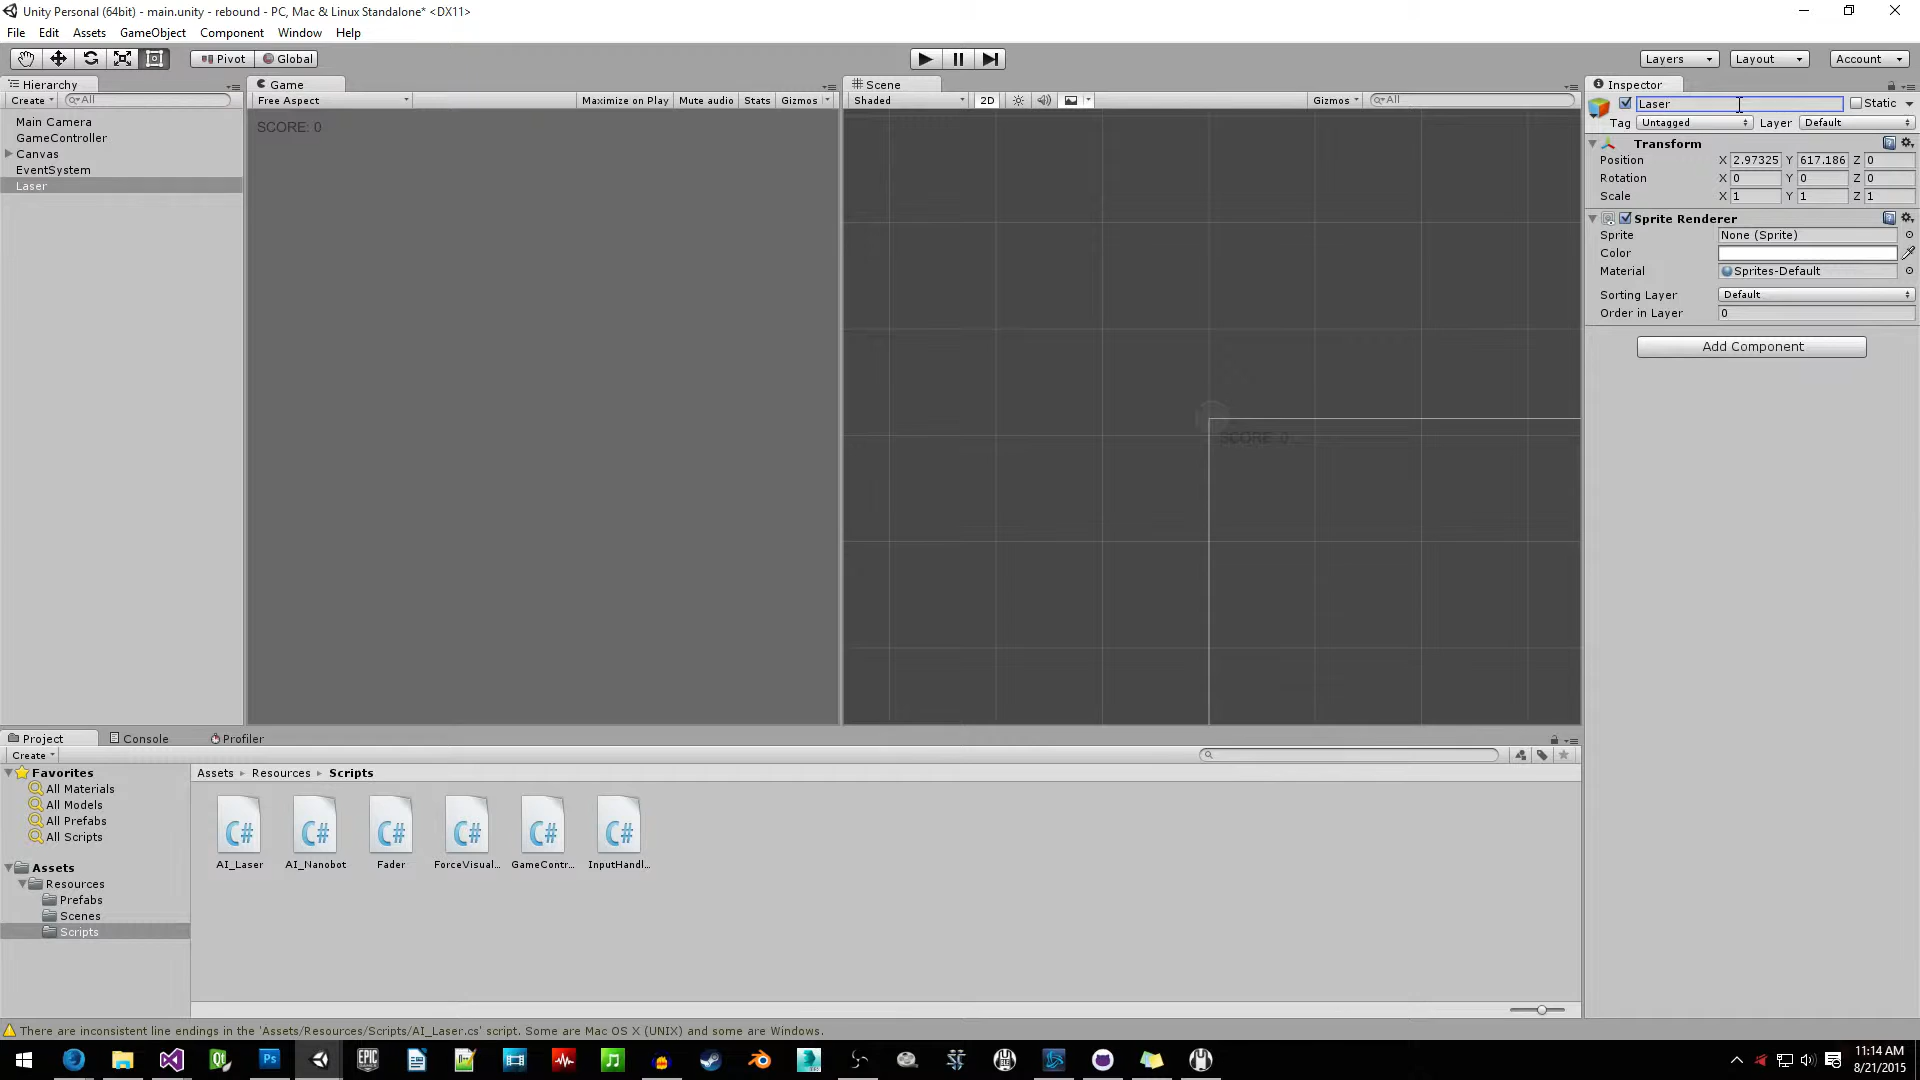 Unity Personal (64bit) - main.unity - rebound - PC, Mac & Linux Standalone* <DX11>
File Edit Assets GameObject Component Window Help
Pivot Global Layers Layout Account
Hierarchy
Create All
Main Camera
GameController
Canvas
EventSystem
Laser
Game
Free Aspect Maximize on Play Mute audio Stats Gizmos
SCORE: 0
Scene
Shaded 2D Gizmos All
SCORE: 0
Inspector
Laser Static
Tag Untagged Layer Default
Transform
Position X 2.97325 Y 617.186 Z 0
Rotation X 0 Y 0 Z 0
Scale X 1 Y 1 Z 1
Sprite Renderer
Sprite None (Sprite)
Color
Material Sprites-Default
Sorting Layer Default
Order in Layer 0
Add Component
Project Console Profiler
Create
Favorites
All Materials
All Models
All Prefabs
All Scripts
Assets
Resources
Prefabs
Scenes
Scripts
Assets Resources Scripts
C# C# C# C# C# C#
AI_Laser AI_Nanobot Fader ForceVisual... GameContr... InputHandl...
There are inconsistent line endings in the 'Assets/Resources/Scripts/AI_Laser.cs' script. Some are Mac OS X (UNIX) and some are Windows.
Qt Ps EPIC
11:14 AM
8/21/2015